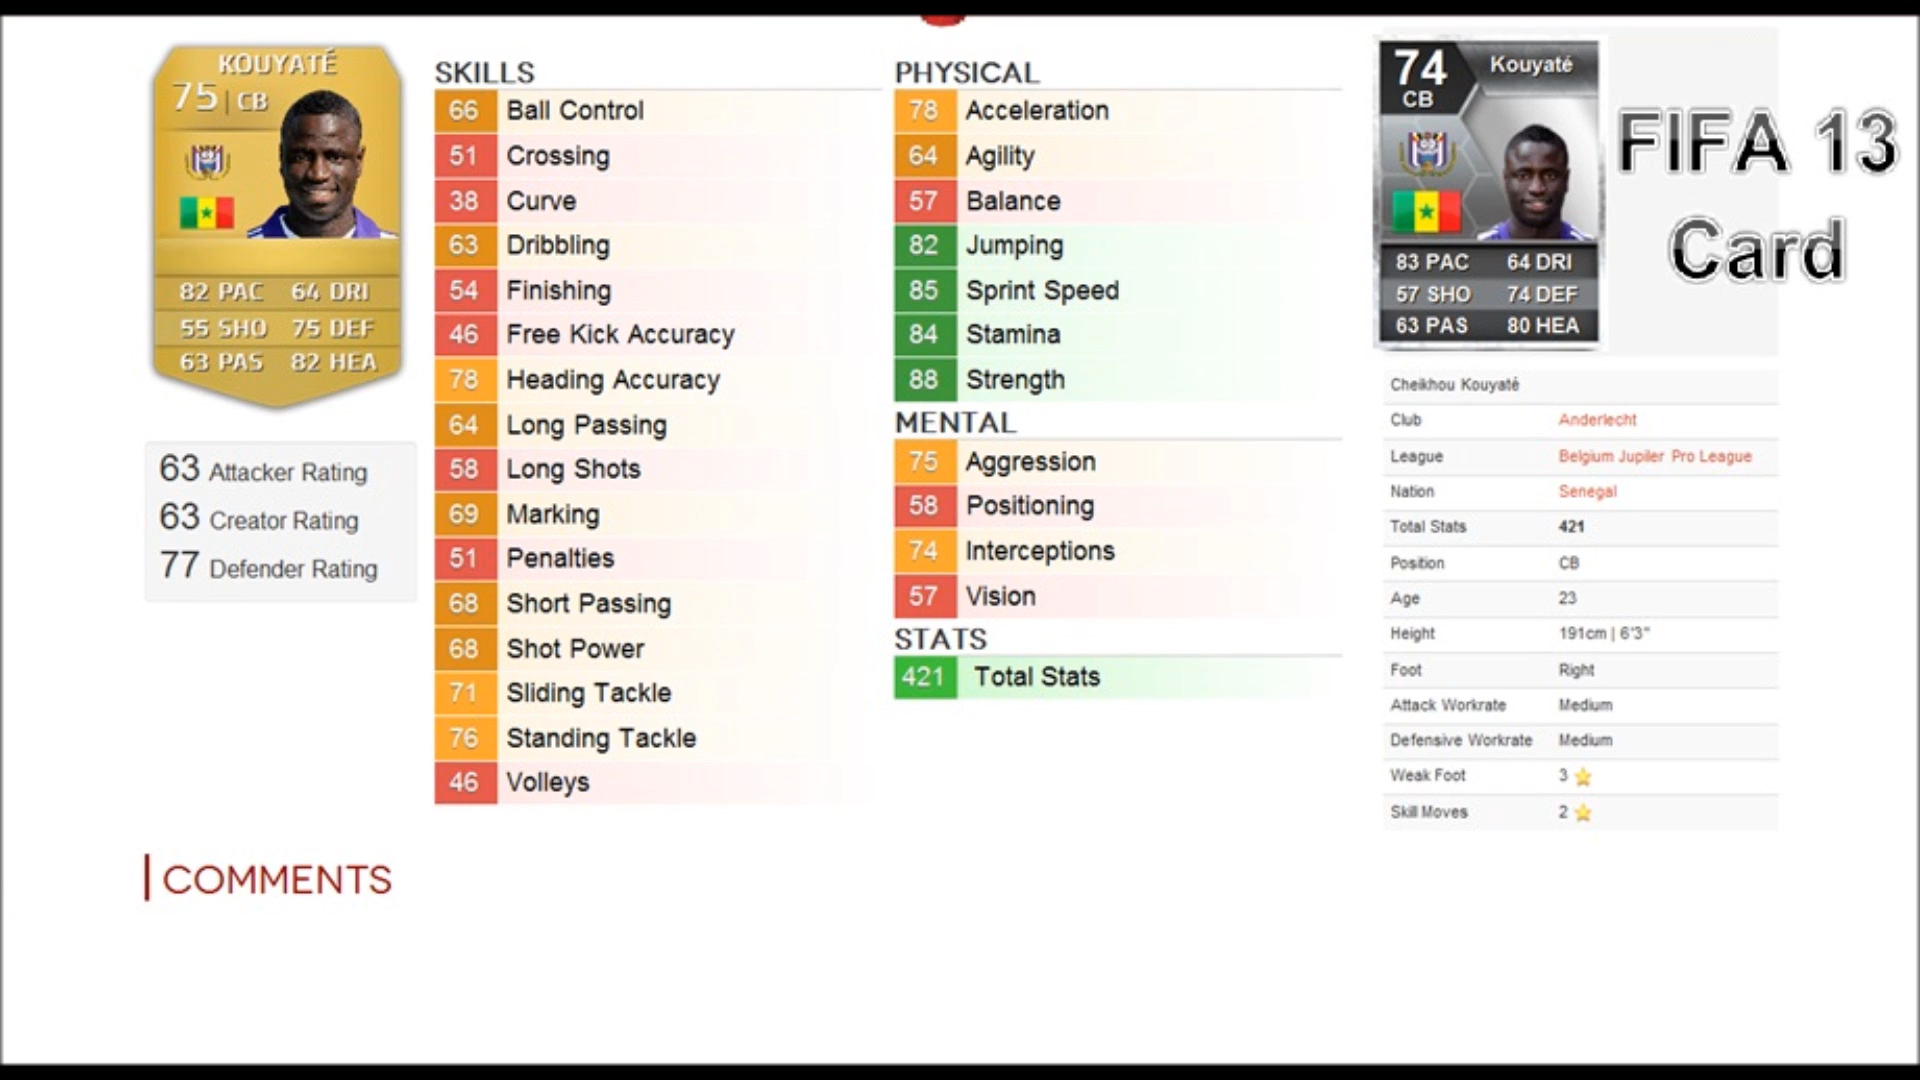 KOUYATÉ
75 | CB
82 PAC 64 DRI
55 SHO 75 DEF
63 PAS 82 HEA
63 Attacker Rating
63 Creator Rating
77 Defender Rating
SKILLS
66 Ball Control
51 Crossing
38 Curve
63 Dribbling
54 Finishing
46 Free Kick Accuracy
78 Heading Accuracy
64 Long Passing
58 Long Shots
69 Marking
51 Penalties
68 Short Passing
68 Shot Power
71 Sliding Tackle
76 Standing Tackle
46 Volleys
PHYSICAL
78 Acceleration
64 Agility
57 Balance
82 Jumping
85 Sprint Speed
84 Stamina
88 Strength
MENTAL
75 Aggression
58 Positioning
74 Interceptions
57 Vision
STATS
421 Total Stats
74 Kouyaté
CB
83 PAC 64 DRI
57 SHO 74 DEF
63 PAS 80 HEA
FIFA 13
Card
Cheikhou Kouyaté
Club Anderlecht
League Belgium Jupiler Pro League
Nation Senegal
Total Stats 421
Position CB
Age 23
Height 191cm | 6'3"
Foot Right
Attack Workrate Medium
Defensive Workrate Medium
Weak Foot 3
Skill Moves 2
COMMENTS